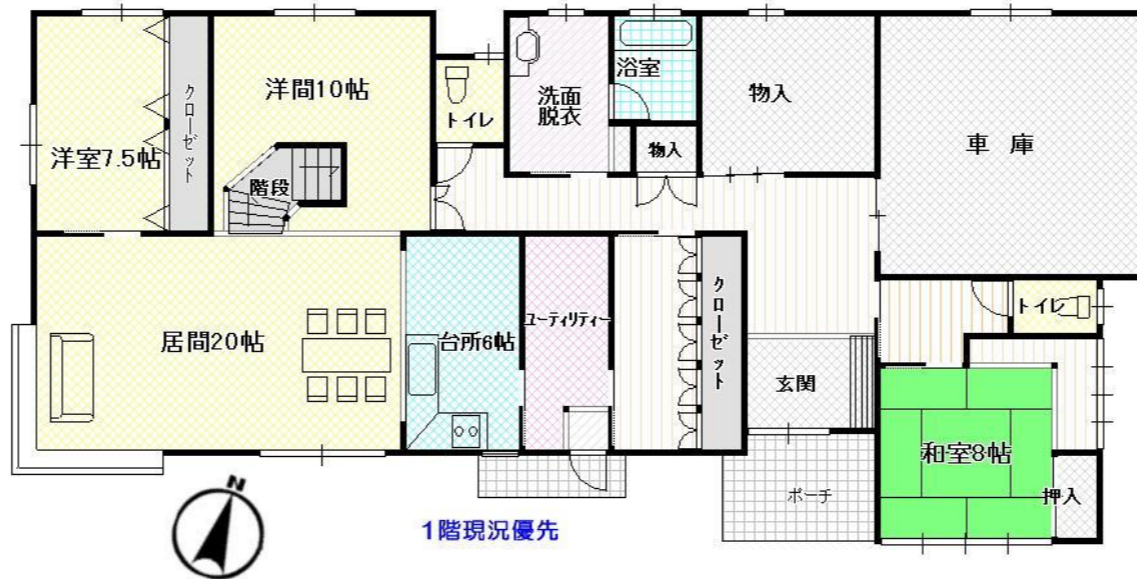 洋室7.5帖
クローゼット
洋間10帖
階段
トイレ
洗面
脱衣
浴室
物入
物入
車 庫
居間20帖
台所6帖
ユーティリティー
クローゼット
玄関
トイレ
和室8帖
押入
ポーチ
N
1階現況優先